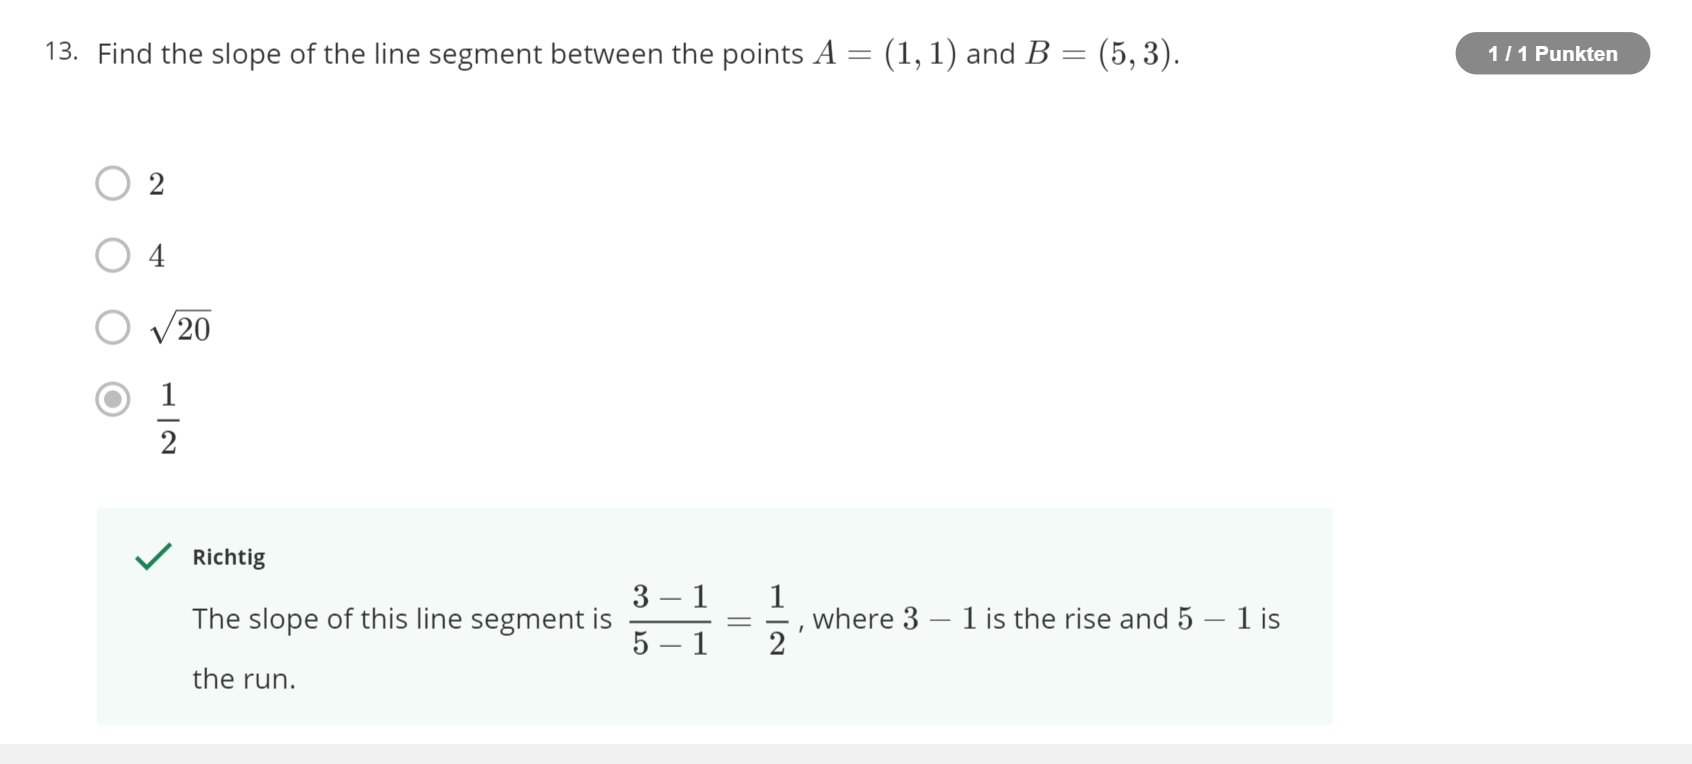 13. Find the slope of the line segment between the points A = (1, 1) and B = (5, 3).
1 / 1 Punkten
2
4
√20
1/2
Richtig
The slope of this line segment is (3 − 1)/(5 − 1) = 1/2, where 3 − 1 is the rise and 5 − 1 is
the run.